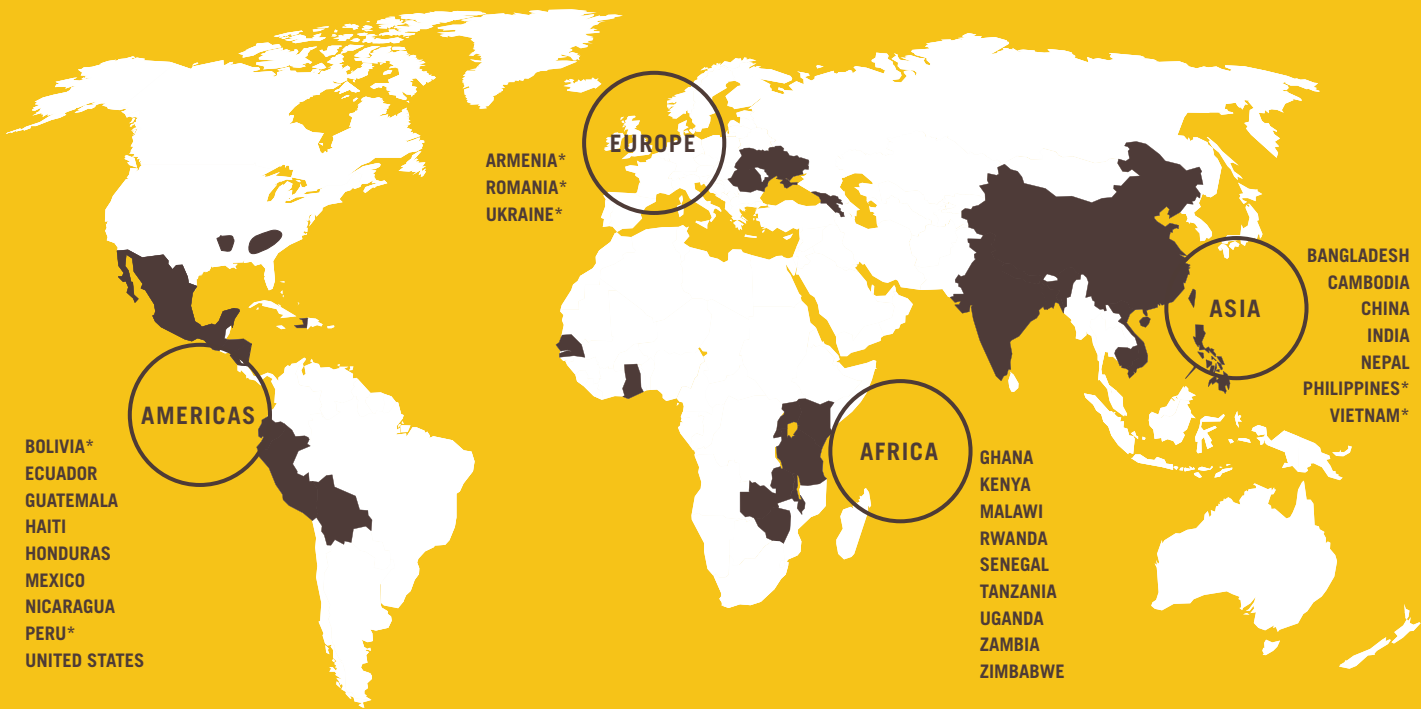 EUROPE
ARMENIA*
ROMANIA*
UKRAINE*
ASIA
BANGLADESH
CAMBODIA
CHINA
INDIA
NEPAL
PHILIPPINES*
VIETNAM*
AMERICAS
BOLIVIA*
ECUADOR
GUATEMALA
HAITI
HONDURAS
MEXICO
NICARAGUA
PERU*
UNITED STATES
AFRICA
GHANA
KENYA
MALAWI
RWANDA
SENEGAL
TANZANIA
UGANDA
ZAMBIA
ZIMBABWE